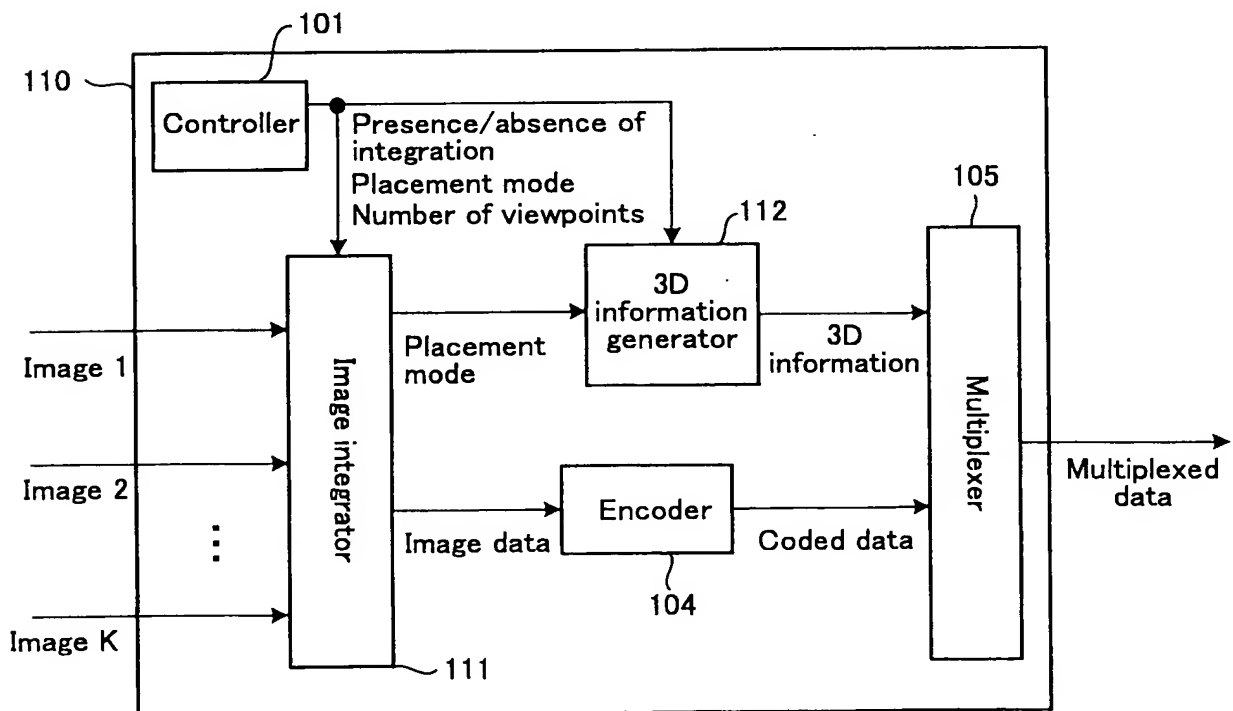 101
110
Controller
Presence/absence of
integration
Placement mode
Number of viewpoints
112
105
3D
information
generator
Placement
mode
3D
information
Image 1
Image 2
⋮
Image K
Image integrator
Image data
Encoder
104
Coded data
Multiplexer
Multiplexed
data
111